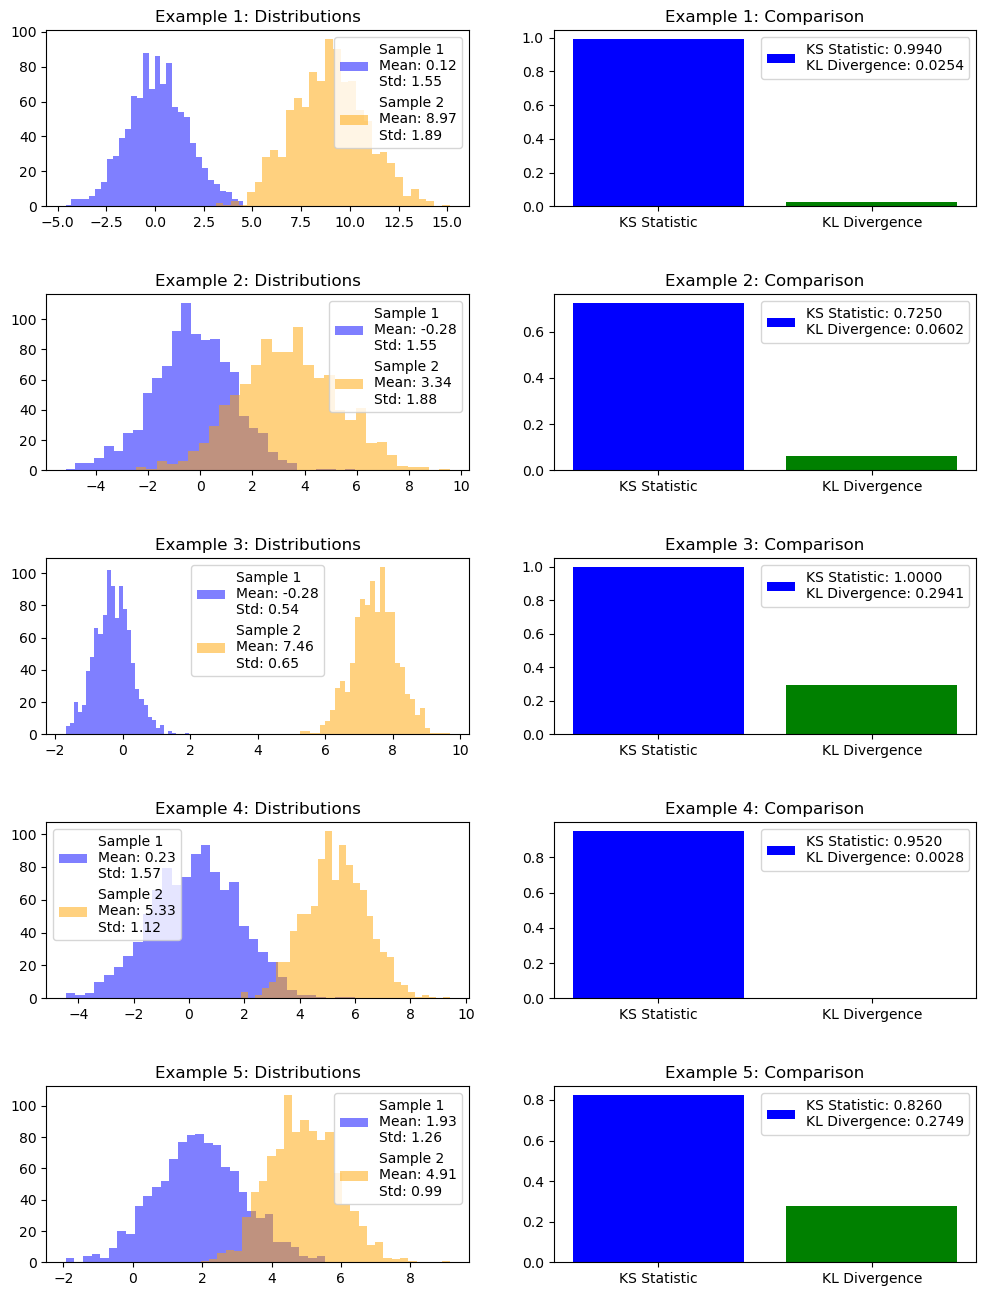 Example 1: Distributions
100
80
60
40
20
0
Sample 1
Mean: 0.12
Std: 1.55
Sample 2
Mean: 8.97
Std: 1.89
−5.0 −2.5 0.0 2.5 5.0 7.5 10.0 12.5 15.0
Example 1: Comparison
1.0
0.8
0.6
0.4
0.2
0.0
KS Statistic: 0.9940
KL Divergence: 0.0254
KS Statistic KL Divergence
Example 2: Distributions
100
80
60
40
20
0
Sample 1
Mean: -0.28
Std: 1.55
Sample 2
Mean: 3.34
Std: 1.88
−4 −2 0 2 4 6 8 10
Example 2: Comparison
0.6
0.4
0.2
0.0
KS Statistic: 0.7250
KL Divergence: 0.0602
KS Statistic KL Divergence
Example 3: Distributions
100
80
60
40
20
0
Sample 1
Mean: -0.28
Std: 0.54
Sample 2
Mean: 7.46
Std: 0.65
−2 0 2 4 6 8 10
Example 3: Comparison
1.0
0.8
0.6
0.4
0.2
0.0
KS Statistic: 1.0000
KL Divergence: 0.2941
KS Statistic KL Divergence
Example 4: Distributions
100
80
60
40
20
0
Sample 1
Mean: 0.23
Std: 1.57
Sample 2
Mean: 5.33
Std: 1.12
−4 −2 0 2 4 6 8 10
Example 4: Comparison
0.8
0.6
0.4
0.2
0.0
KS Statistic: 0.9520
KL Divergence: 0.0028
KS Statistic KL Divergence
Example 5: Distributions
100
80
60
40
20
0
Sample 1
Mean: 1.93
Std: 1.26
Sample 2
Mean: 4.91
Std: 0.99
−2 0 2 4 6 8
Example 5: Comparison
0.8
0.6
0.4
0.2
0.0
KS Statistic: 0.8260
KL Divergence: 0.2749
KS Statistic KL Divergence